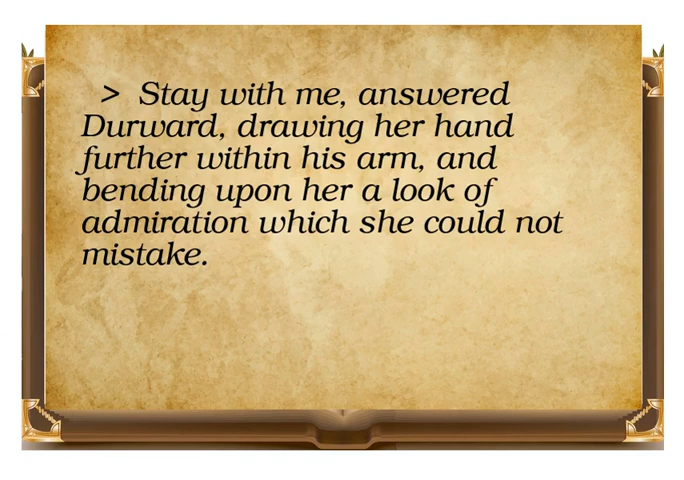 > Stay with me, answered
Durward, drawing her hand
further within his arm, and
bending upon her a look of
admiration which she could not
mistake.